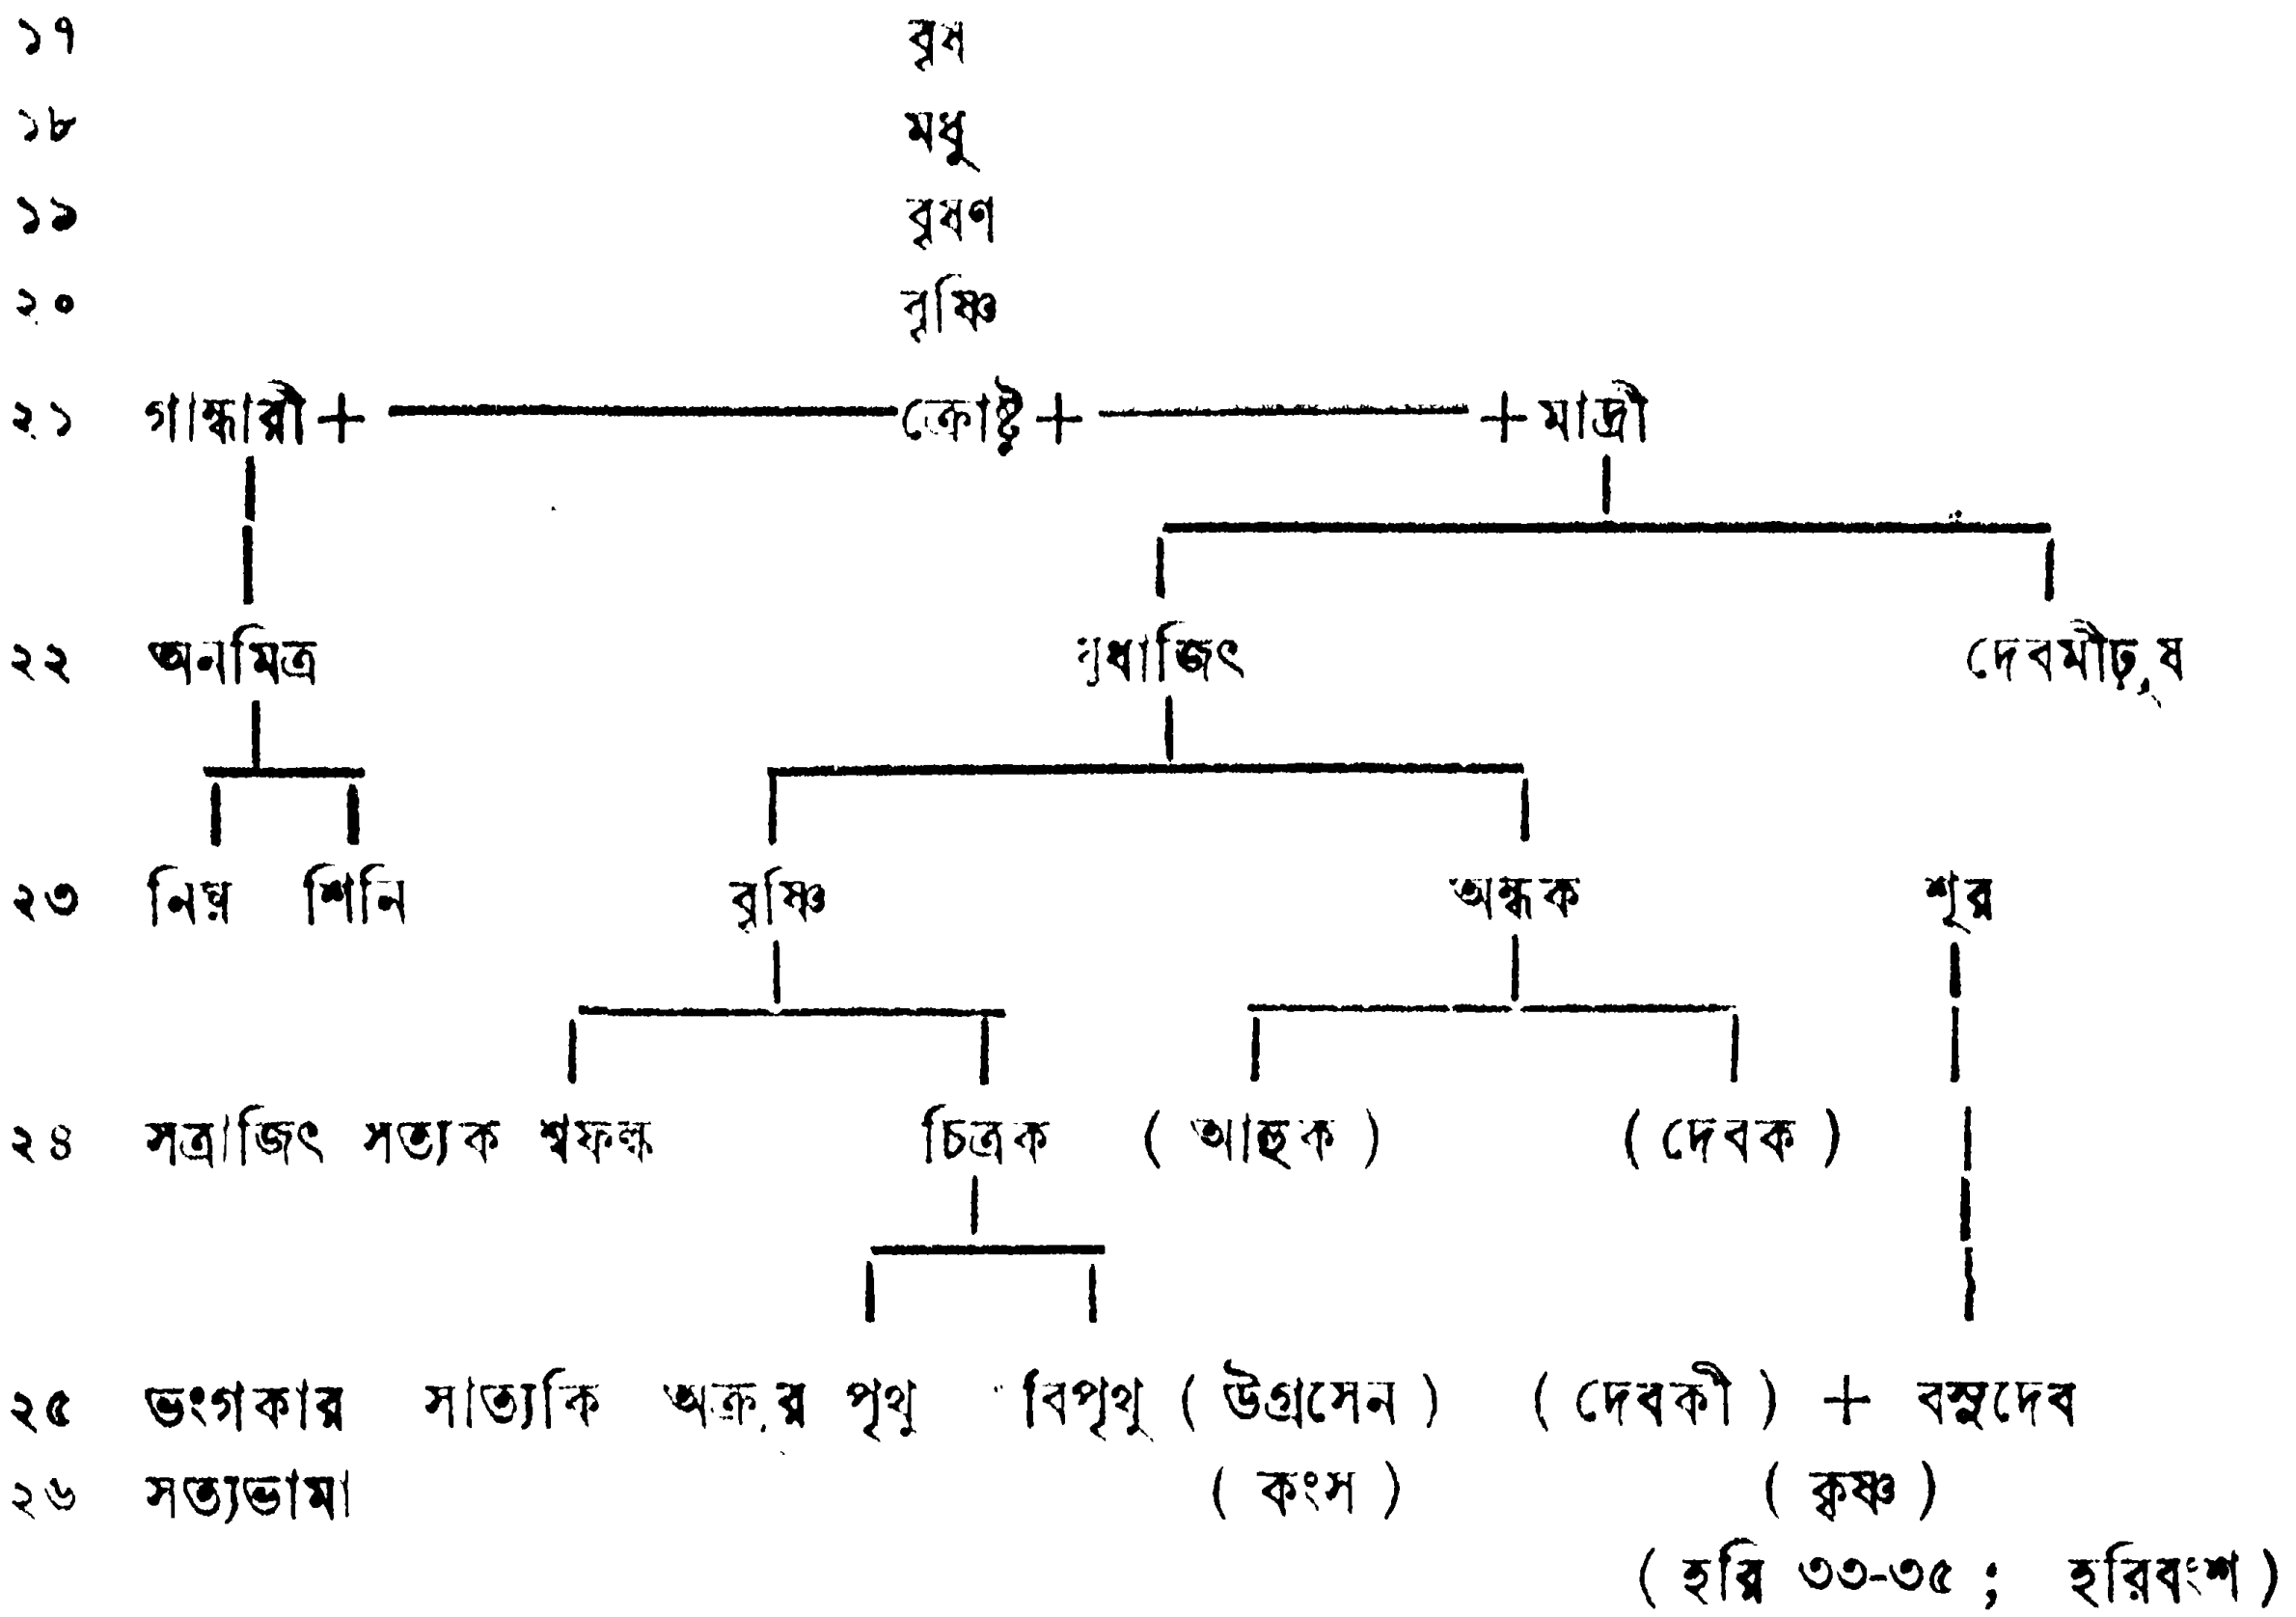 ১৭ বৃষ
১৮ মধু
১৯ বৃষণ
২০ বৃষ্ণি
২১ গান্ধারী + ক্রোষ্টু + + মাদ্রী
২২ অনমিত্র যুধাজিৎ দেবমীঢ়ুষ
২৩ নিঘ্ন শিনি বৃষ্ণি অন্ধক শূর
২৪ সত্রাজিৎ সত্যক শ্বফল্ক চিত্রক ( আহুক ) ( দেবক )
২৫ ভংগকার সাত্যকি অক্রূর পৃথু বিপৃথু ( উগ্রসেন ) ( দেবকী ) + বসুদেব
২৬ সত্যভামা ( কংস ) ( কৃষ্ণ )
( হরি ৩৩-৩৫ ; হরিবংশ )